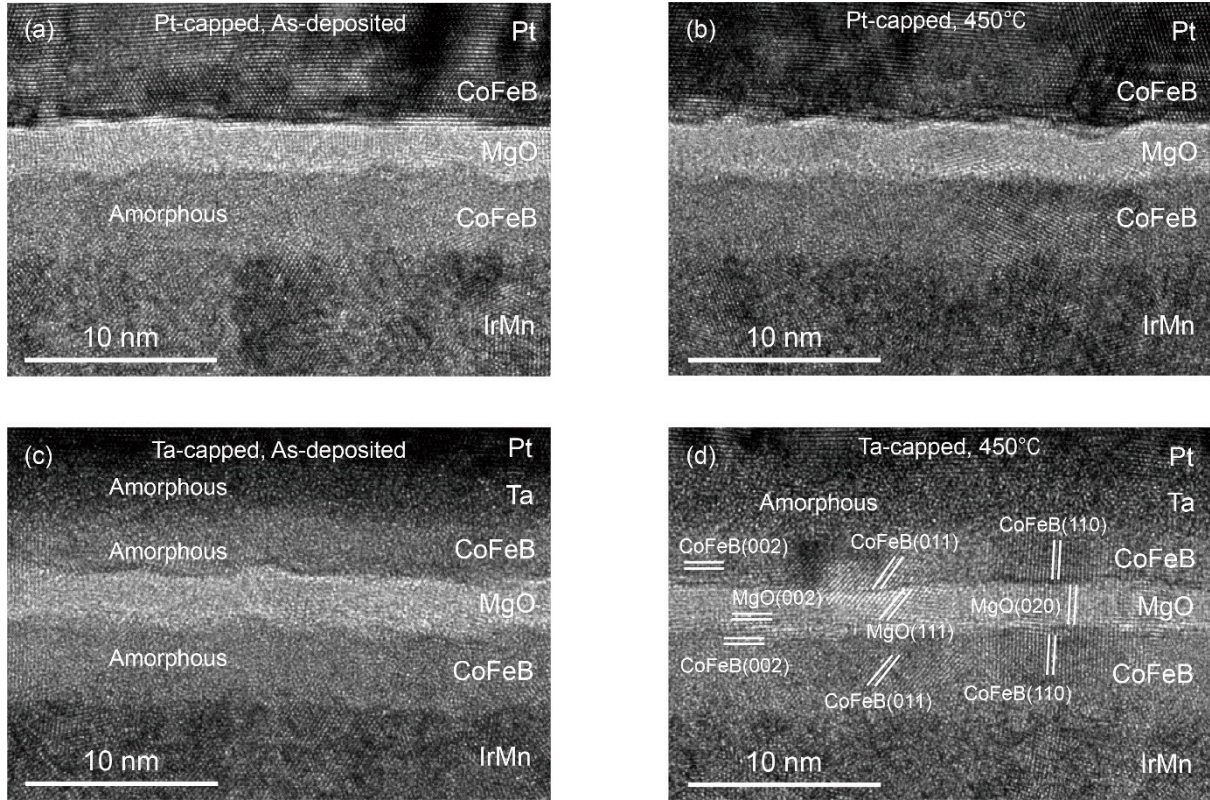 (a)
Pt-capped, As-deposited
Pt
CoFeB
MgO
Amorphous
CoFeB
IrMn
10 nm
(b)
Pt-capped, 450°C
Pt
CoFeB
MgO
CoFeB
IrMn
10 nm
(c)
Ta-capped, As-deposited
Pt
Amorphous
Ta
Amorphous
CoFeB
MgO
Amorphous
CoFeB
IrMn
10 nm
(d)
Ta-capped, 450°C
Pt
Amorphous
Ta
CoFeB(110)
CoFeB(002)
CoFeB(011)
CoFeB
MgO(002)
MgO(020)
MgO
MgO(111)
CoFeB(002)
CoFeB
CoFeB(011)
CoFeB(110)
IrMn
10 nm